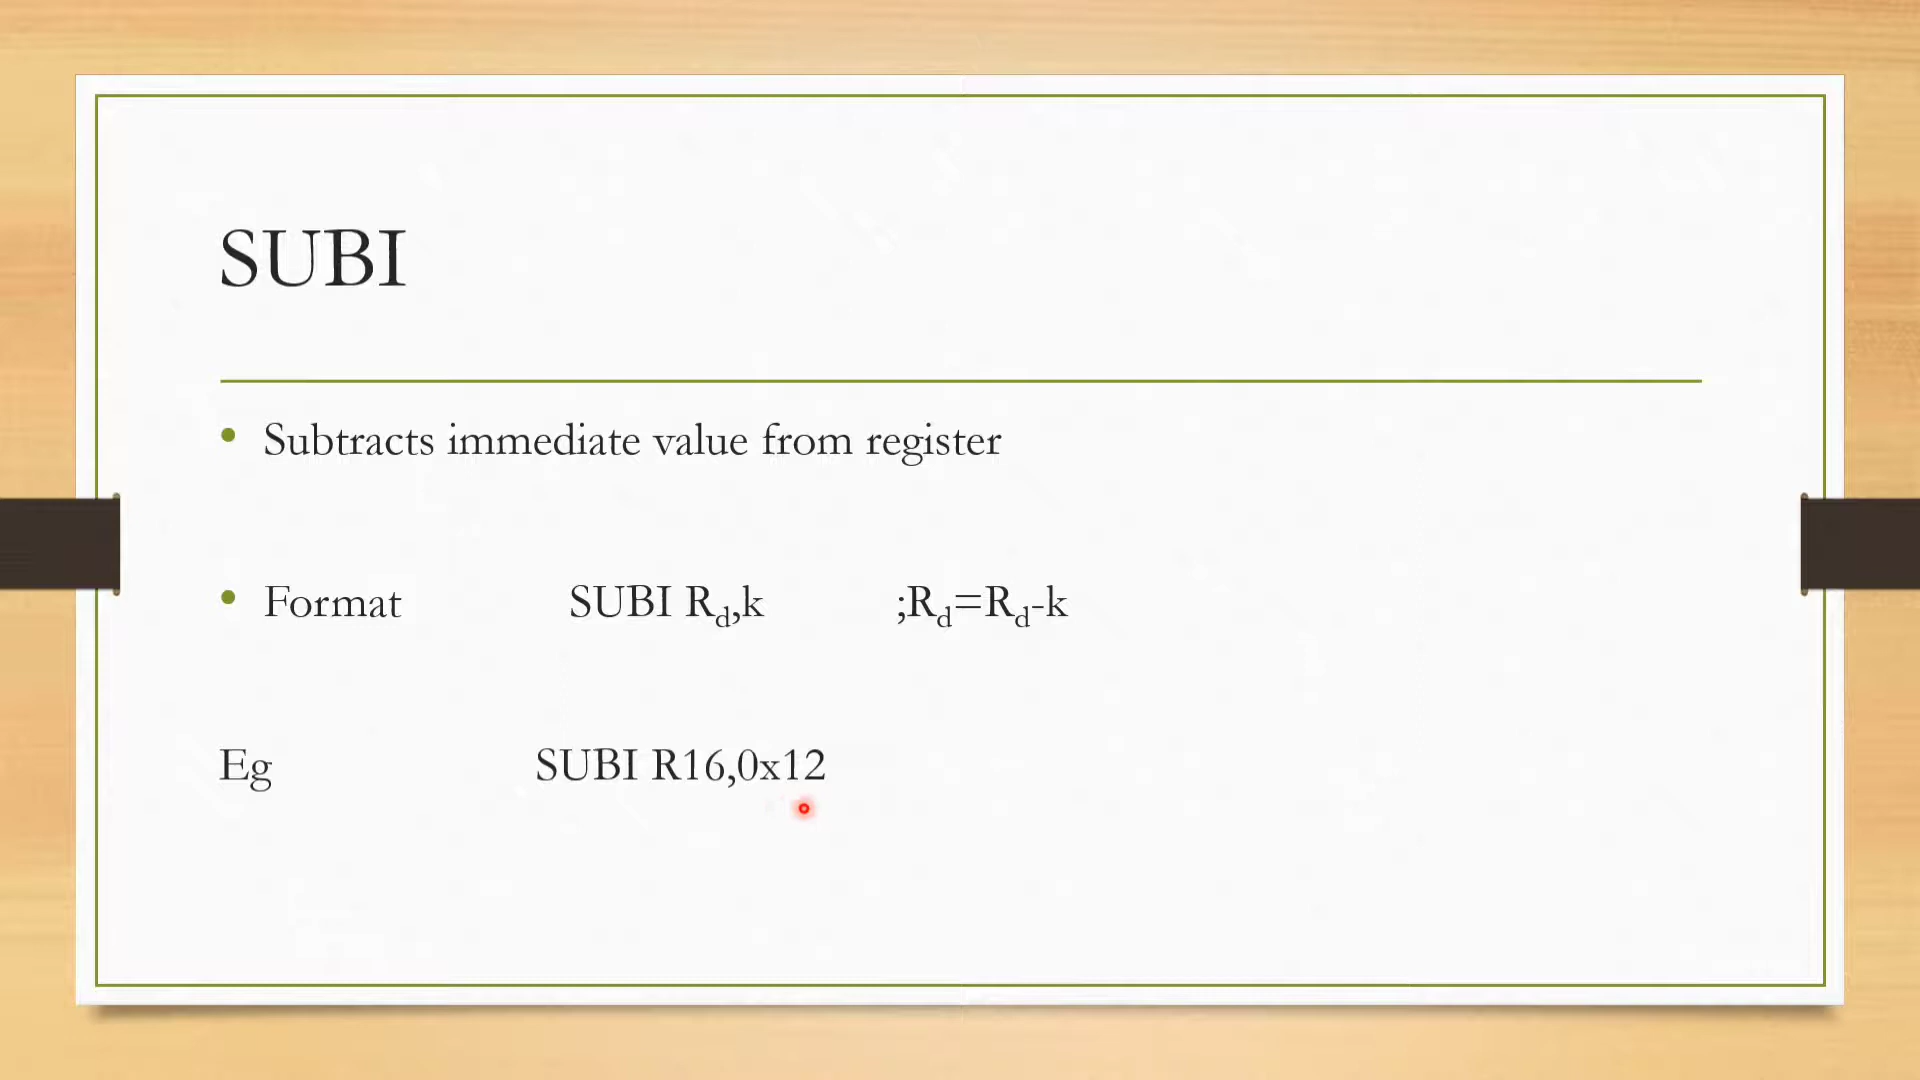 SUBI
• Subtracts immediate value from register
• Format SUBI Rd,k ;Rd=Rd-k
Eg SUBI R16,0x12